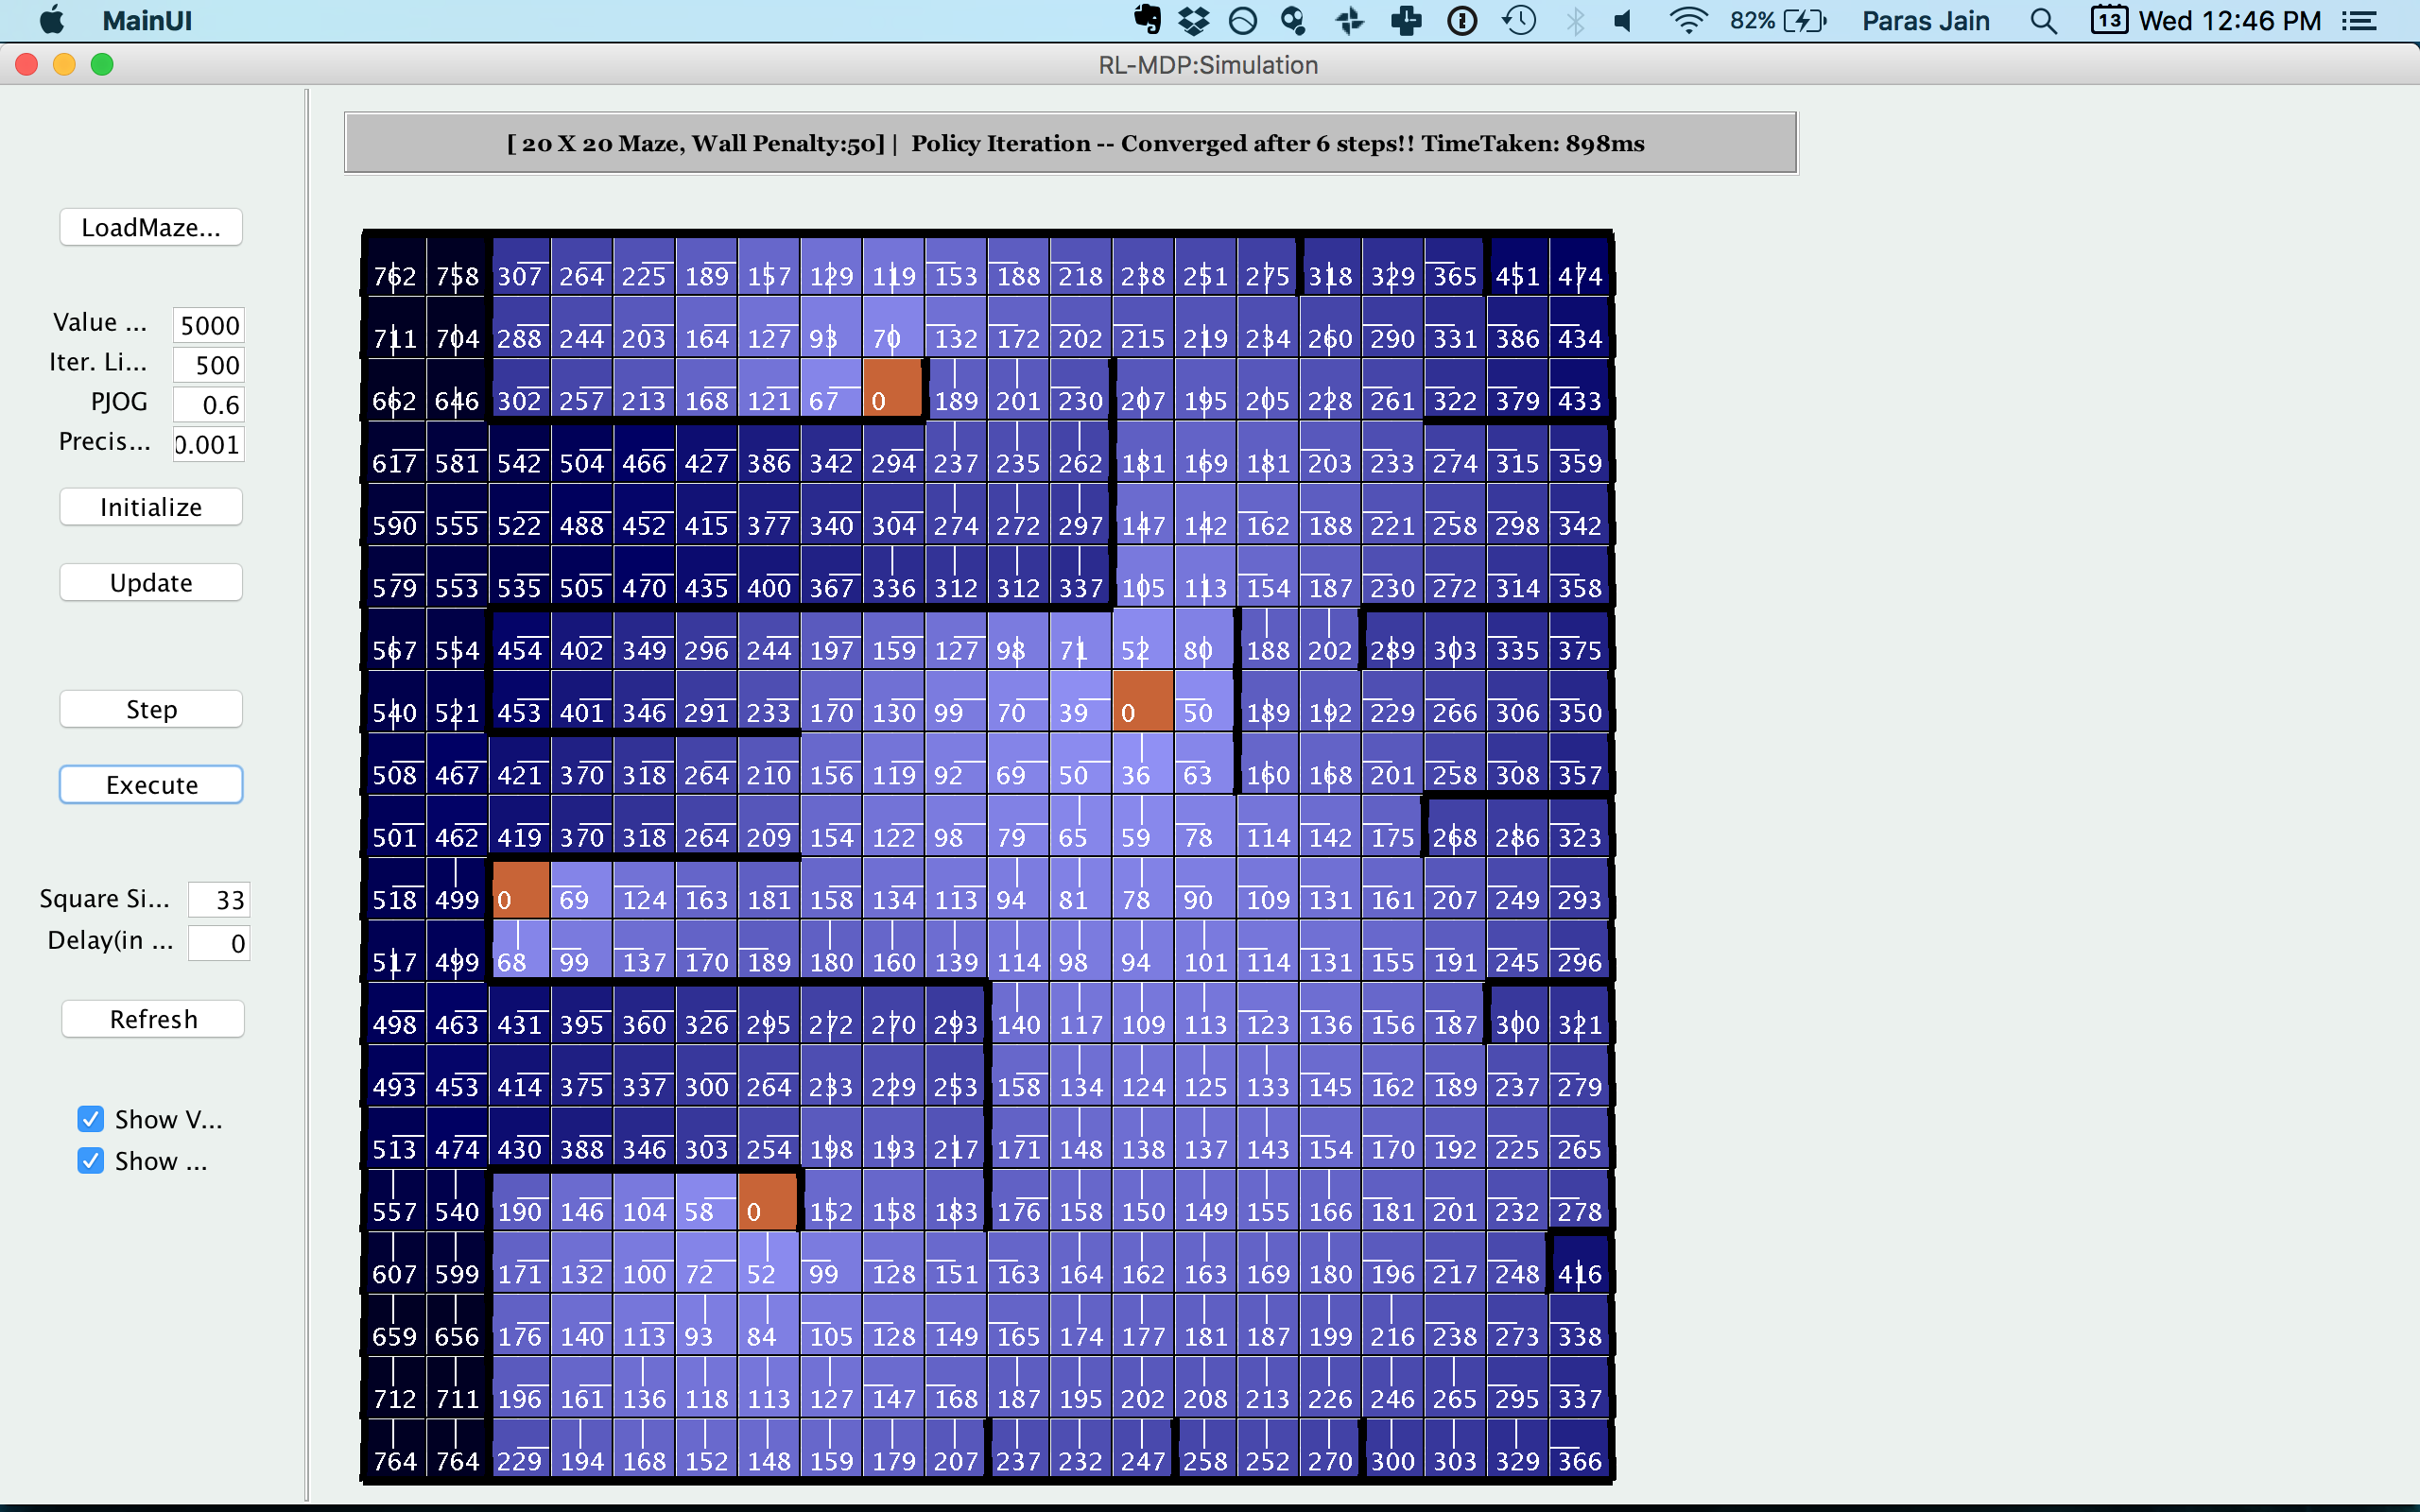 MainUI 82% Paras Jain 13 Wed 12:46 PM
RL-MDP:Simulation
[ 20 X 20 Maze, Wall Penalty:50] | Policy Iteration -- Converged after 6 steps!! TimeTaken: 898ms
LoadMaze...
Value ... 5000
Iter. Li... 500
PJOG 0.6
Precis... 0.001
Initialize
Update
Step
Execute
Square Si... 33
Delay(in ... 0
Refresh
Show V...
Show ...
762 758 307 264 225 189 157 129 119 153 188 218 238 251 275 318 329 365 451 474
711 704 288 244 203 164 127 93 70 132 172 202 215 219 234 260 290 331 386 434
662 646 302 257 213 168 121 67 0 189 201 230 207 195 205 228 261 322 379 433
617 581 542 504 466 427 386 342 294 237 235 262 181 169 181 203 233 274 315 359
590 555 522 488 452 415 377 340 304 274 272 297 147 142 162 188 221 258 298 342
579 553 535 505 470 435 400 367 336 312 312 337 105 113 154 187 230 272 314 358
567 554 454 402 349 296 244 197 159 127 98 71 52 80 188 202 289 303 335 375
540 521 453 401 346 291 233 170 130 99 70 39 0 50 189 192 229 266 306 350
508 467 421 370 318 264 210 156 119 92 69 50 36 63 160 168 201 258 308 357
501 462 419 370 318 264 209 154 122 98 79 65 59 78 114 142 175 268 286 323
518 499 0 69 124 163 181 158 134 113 94 81 78 90 109 131 161 207 249 293
517 499 68 99 137 170 189 180 160 139 114 98 94 101 114 131 155 191 245 296
498 463 431 395 360 326 295 272 270 293 140 117 109 113 123 136 156 187 300 321
493 453 414 375 337 300 264 233 229 253 158 134 124 125 133 145 162 189 237 279
513 474 430 388 346 303 254 198 193 217 171 148 138 137 143 154 170 192 225 265
557 540 190 146 104 58 0 152 158 183 176 158 150 149 155 166 181 201 232 278
607 599 171 132 100 72 52 99 128 151 163 164 162 163 169 180 196 217 248 416
659 656 176 140 113 93 84 105 128 149 165 174 177 181 187 199 216 238 273 338
712 711 196 161 136 118 113 127 147 168 187 195 202 208 213 226 246 265 295 337
764 764 229 194 168 152 148 159 179 207 237 232 247 258 252 270 300 303 329 366